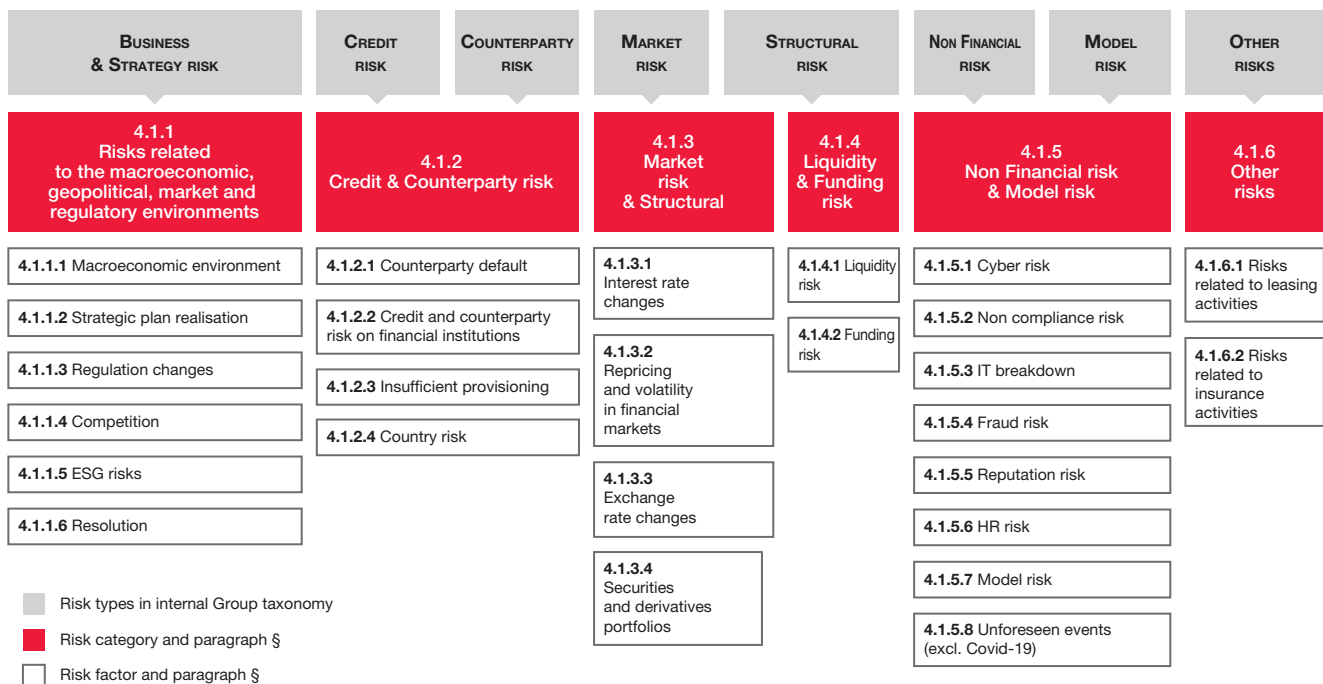 BUSINESS
& STRATEGY RISK
CREDIT
RISK
COUNTERPARTY
RISK
MARKET
RISK
STRUCTURAL
RISK
NON FINANCIAL
RISK
MODEL
RISK
OTHER
RISKS
4.1.1
Risks related
to the macroeconomic,
geopolitical, market and
regulatory environments
4.1.2
Credit & Counterparty risk
4.1.3
Market
risk
& Structural
4.1.4
Liquidity
& Funding
risk
4.1.5
Non Financial risk
& Model risk
4.1.6
Other
risks
4.1.1.1 Macroeconomic environment
4.1.1.2 Strategic plan realisation
4.1.1.3 Regulation changes
4.1.1.4 Competition
4.1.1.5 ESG risks
4.1.1.6 Resolution
4.1.2.1 Counterparty default
4.1.2.2 Credit and counterparty
risk on financial institutions
4.1.2.3 Insufficient provisioning
4.1.2.4 Country risk
4.1.3.1
Interest rate
changes
4.1.3.2
Repricing
and volatility
in financial
markets
4.1.3.3
Exchange
rate changes
4.1.3.4
Securities
and derivatives
portfolios
4.1.4.1 Liquidity
risk
4.1.4.2 Funding
risk
4.1.5.1 Cyber risk
4.1.5.2 Non compliance risk
4.1.5.3 IT breakdown
4.1.5.4 Fraud risk
4.1.5.5 Reputation risk
4.1.5.6 HR risk
4.1.5.7 Model risk
4.1.5.8 Unforeseen events
(excl. Covid-19)
4.1.6.1 Risks
related to leasing
activities
4.1.6.2 Risks
related to
insurance
activities
Risk types in internal Group taxonomy
Risk category and paragraph §
Risk factor and paragraph §